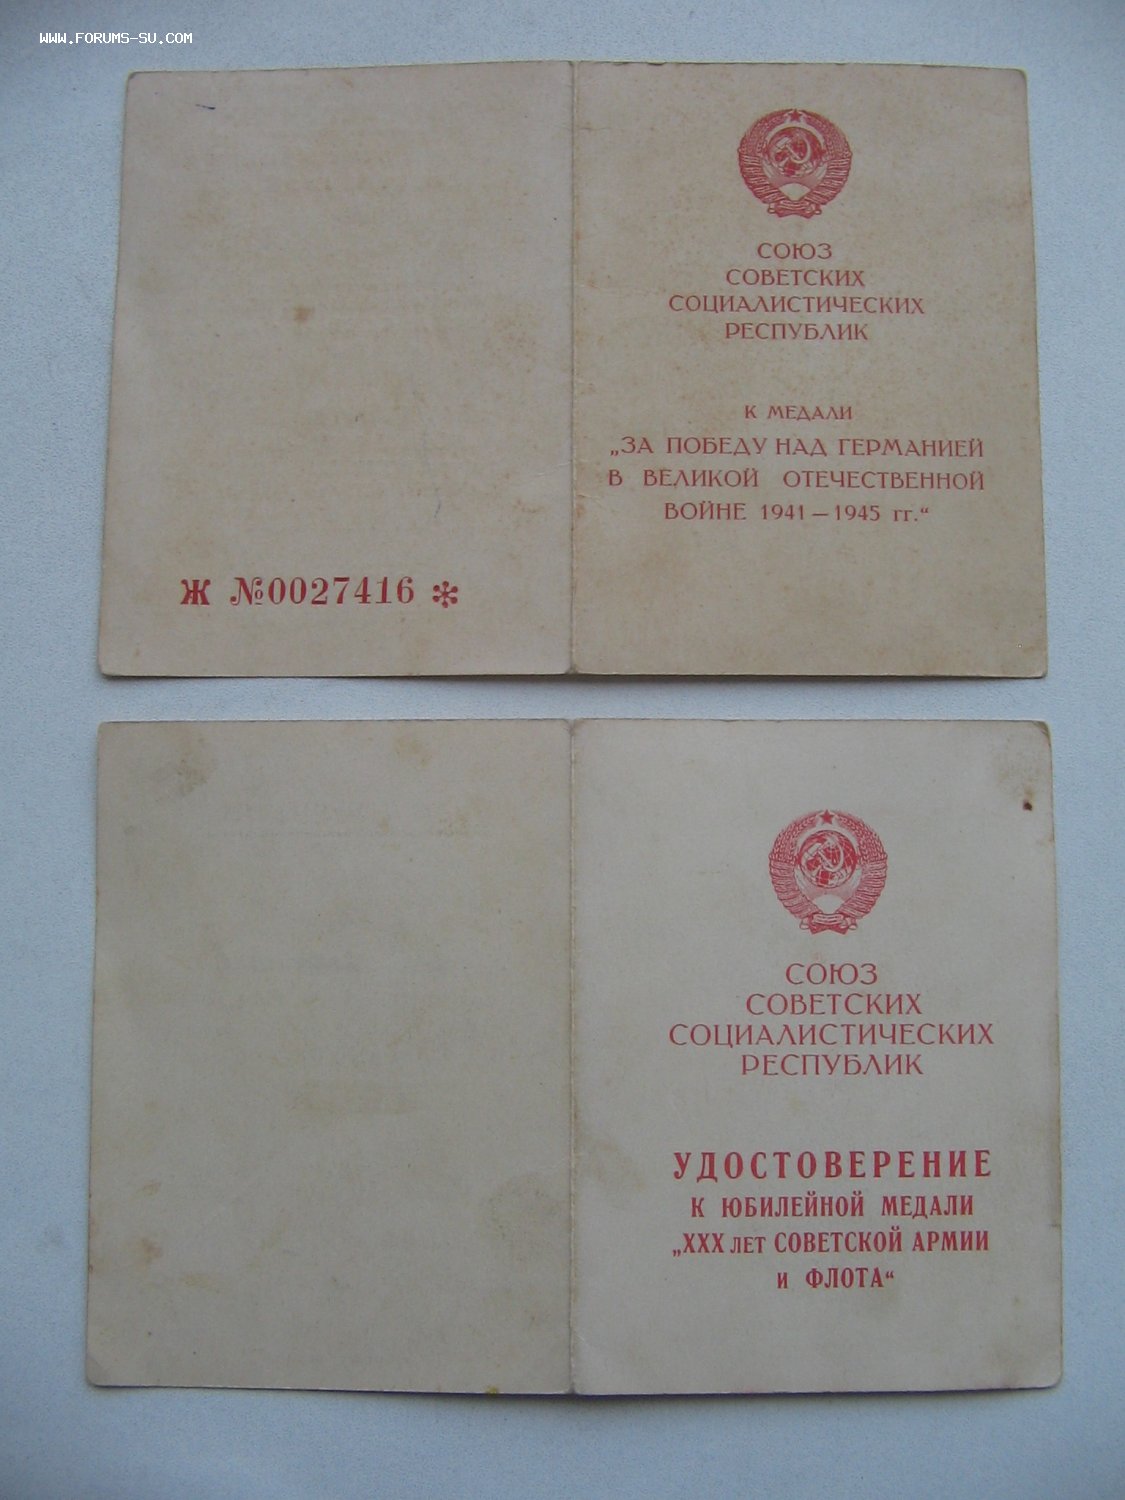 WWW.FORUMS-SU.COM
СОЮЗ
СОВЕТСКИХ
СОЦИАЛИСТИЧЕСКИХ
РЕСПУБЛИК
К МЕДАЛИ
„ЗА ПОБЕДУ НАД ГЕРМАНИЕЙ
В ВЕЛИКОЙ ОТЕЧЕСТВЕННОЙ
ВОЙНЕ 1941—1945 гг.“
Ж №0027416 *
СОЮЗ
СОВЕТСКИХ
СОЦИАЛИСТИЧЕСКИХ
РЕСПУБЛИК
УДОСТОВЕРЕНИЕ
К ЮБИЛЕЙНОЙ МЕДАЛИ
„XXX ЛЕТ СОВЕТСКОЙ АРМИИ
И ФЛОТА“